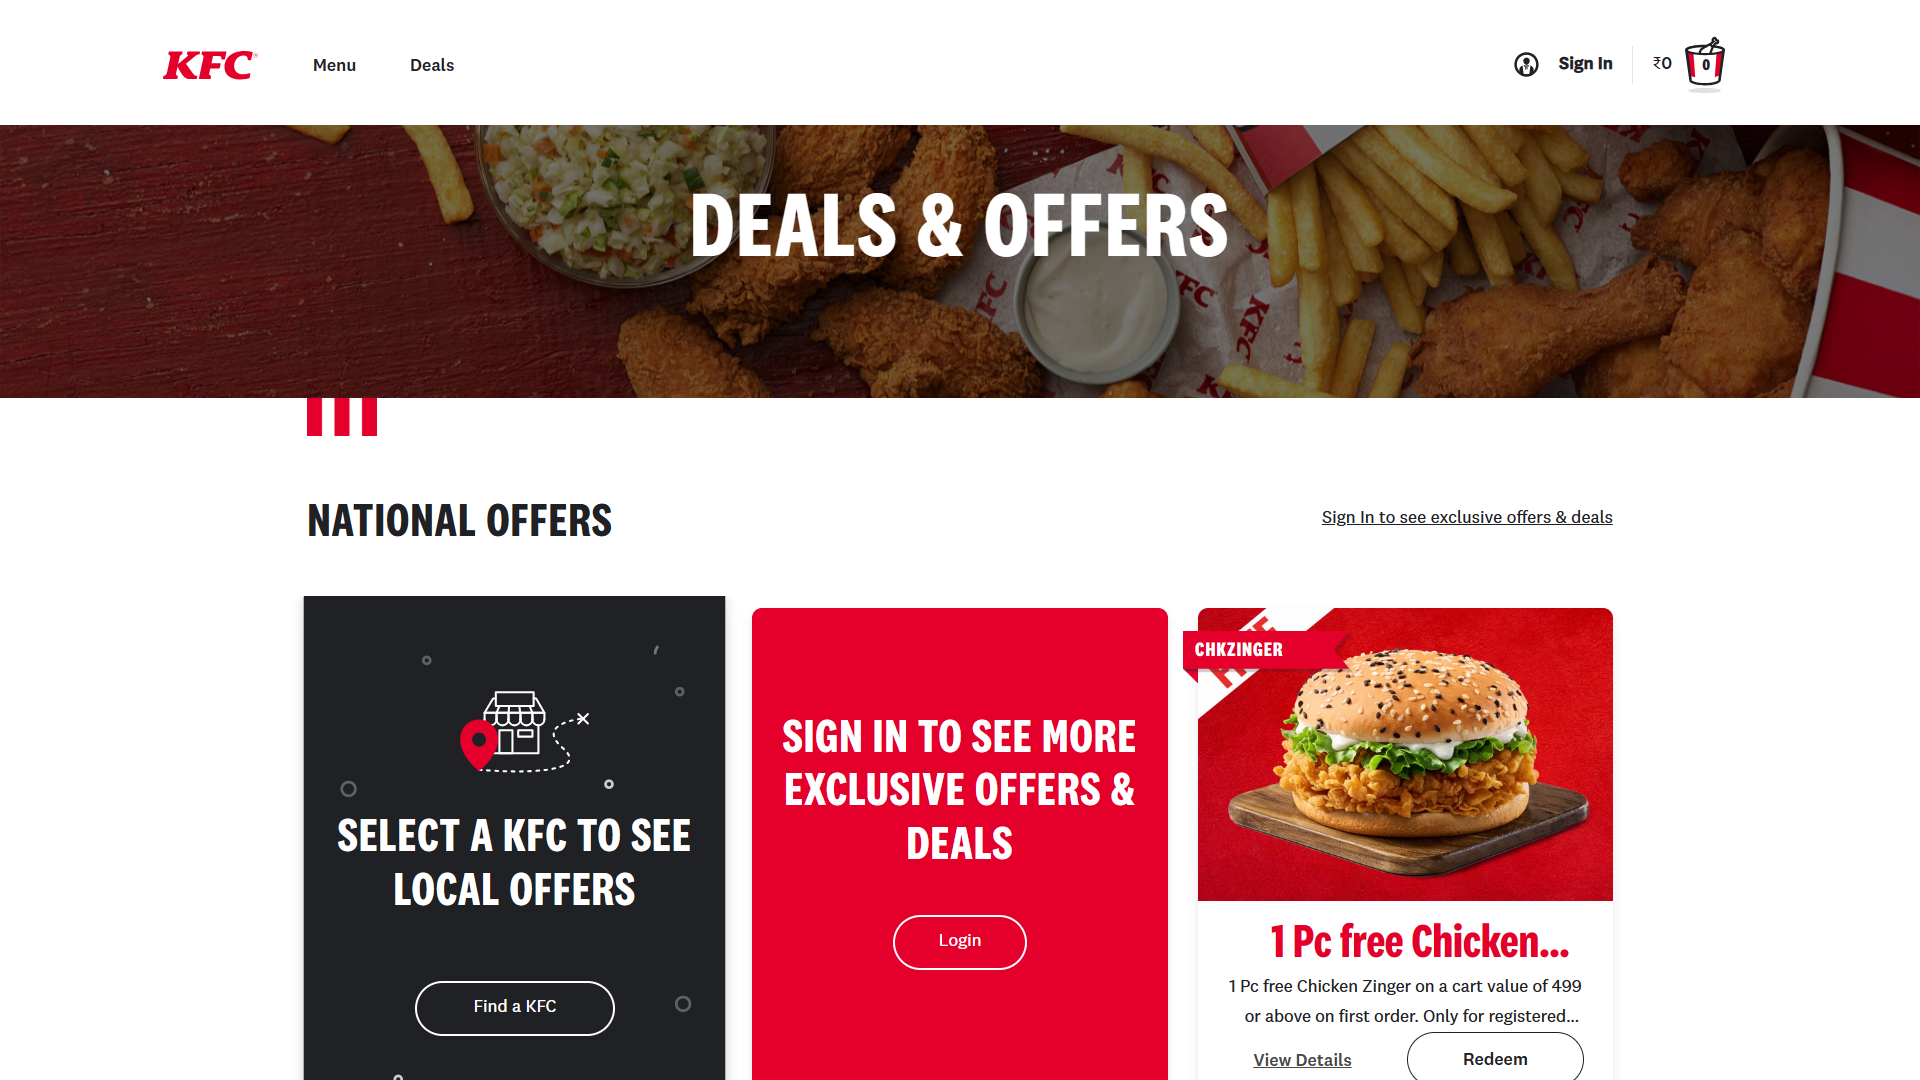 KFC
Menu
Deals
Sign In
₹0
0
DEALS & OFFERS
KFC
KFC
KFC
NATIONAL OFFERS
Sign In to see exclusive offers & deals
SELECT A KFC TO SEE
LOCAL OFFERS
Find a KFC
SIGN IN TO SEE MORE
EXCLUSIVE OFFERS &
DEALS
Login
CHKZINGER
1 Pc free Chicken...
1 Pc free Chicken Zinger on a cart value of 499
or above on first order. Only for registered...
View Details
Redeem